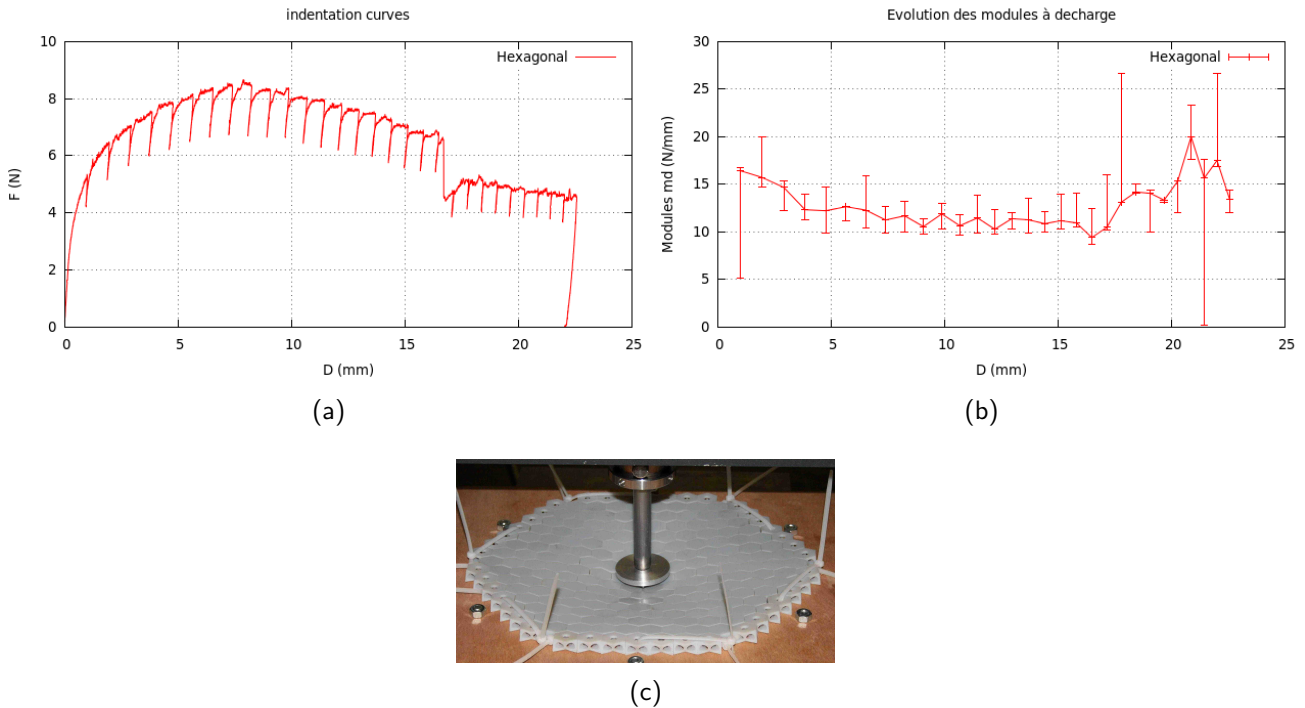 indentation curves
10
8
6
4
2
0
F (N)
Hexagonal
0 5 10 15 20 25
D (mm)
(a)
Evolution des modules à decharge
30
25
20
15
10
5
0
Modules md (N/mm)
Hexagonal
0 5 10 15 20 25
D (mm)
(b)
(c)